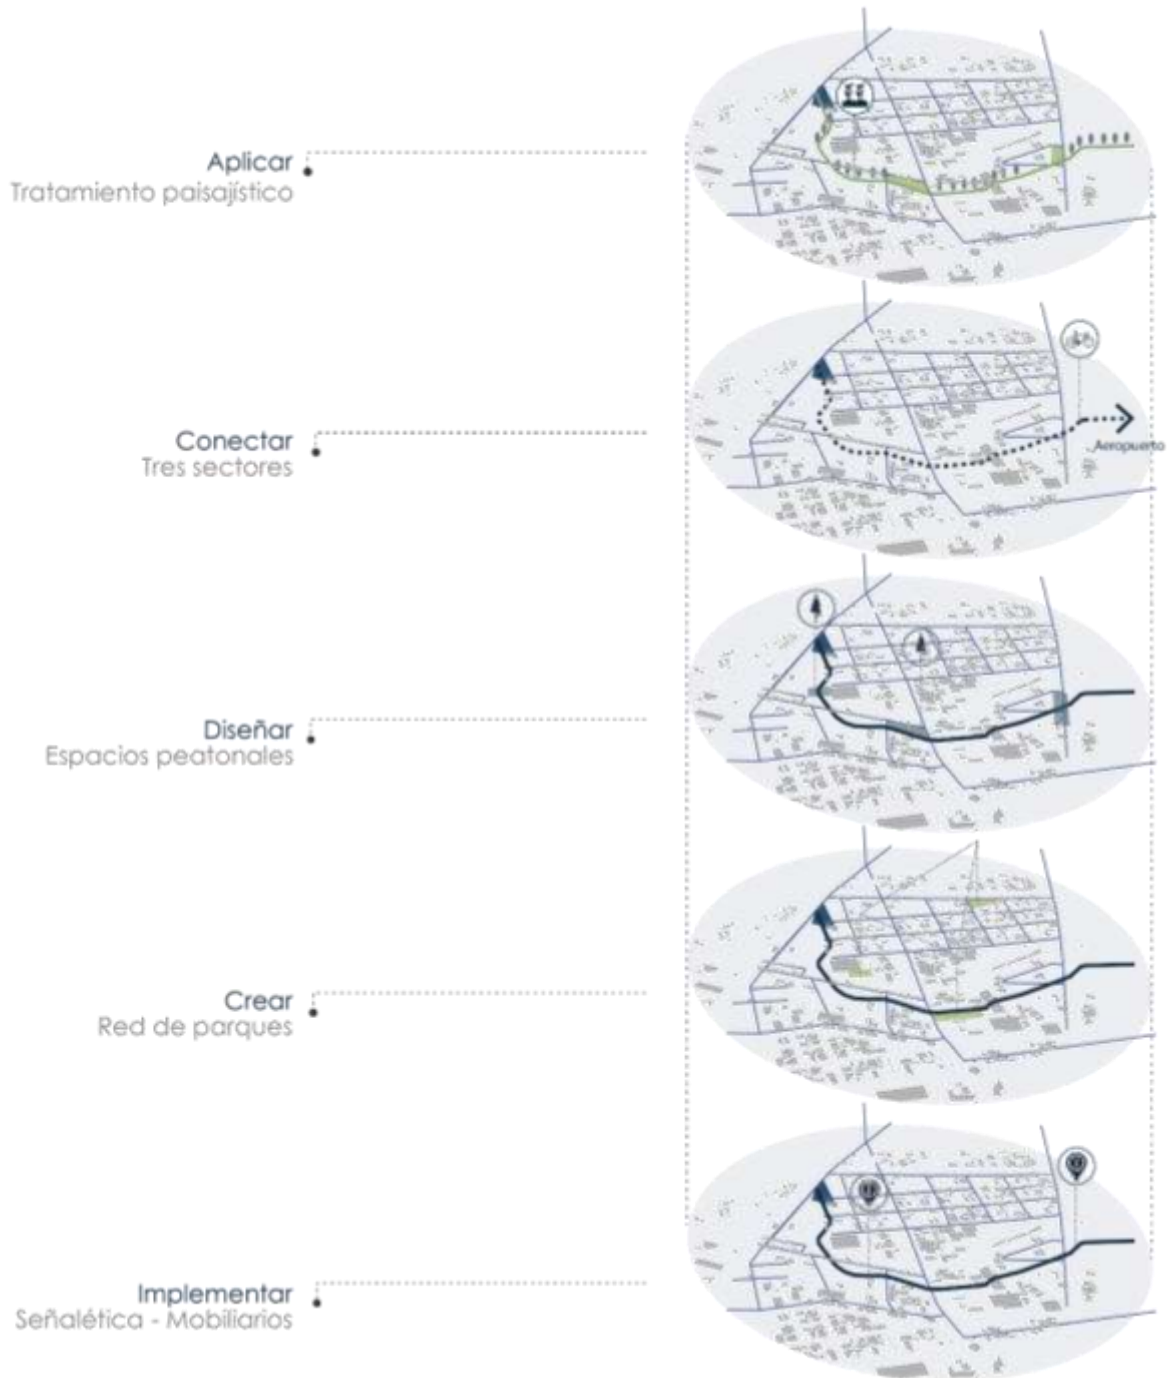 Aplicar
Tratamiento paisajístico
Conectar
Tres sectores
Aeropuerto
Diseñar
Espacios peatonales
Crear
Red de parques
Implementar
Señalética - Mobiliarios